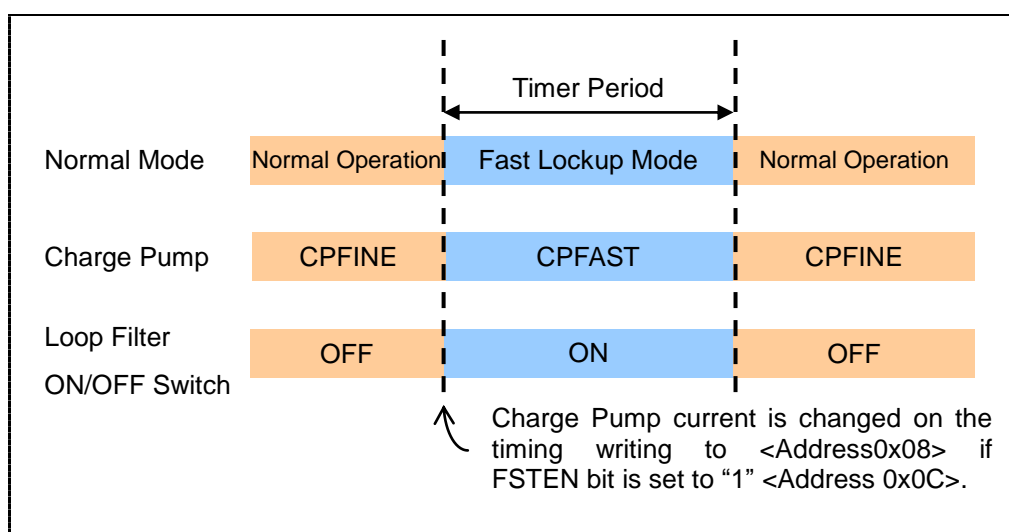 Timer Period
Normal Mode
Normal Operation
Fast Lockup Mode
Normal Operation
Charge Pump
CPFINE
CPFAST
CPFINE
Loop Filter
ON/OFF Switch
OFF
ON
OFF
Charge Pump current is changed on the
timing writing to <Address0x08> if
FSTEN bit is set to “1” <Address 0x0C>.